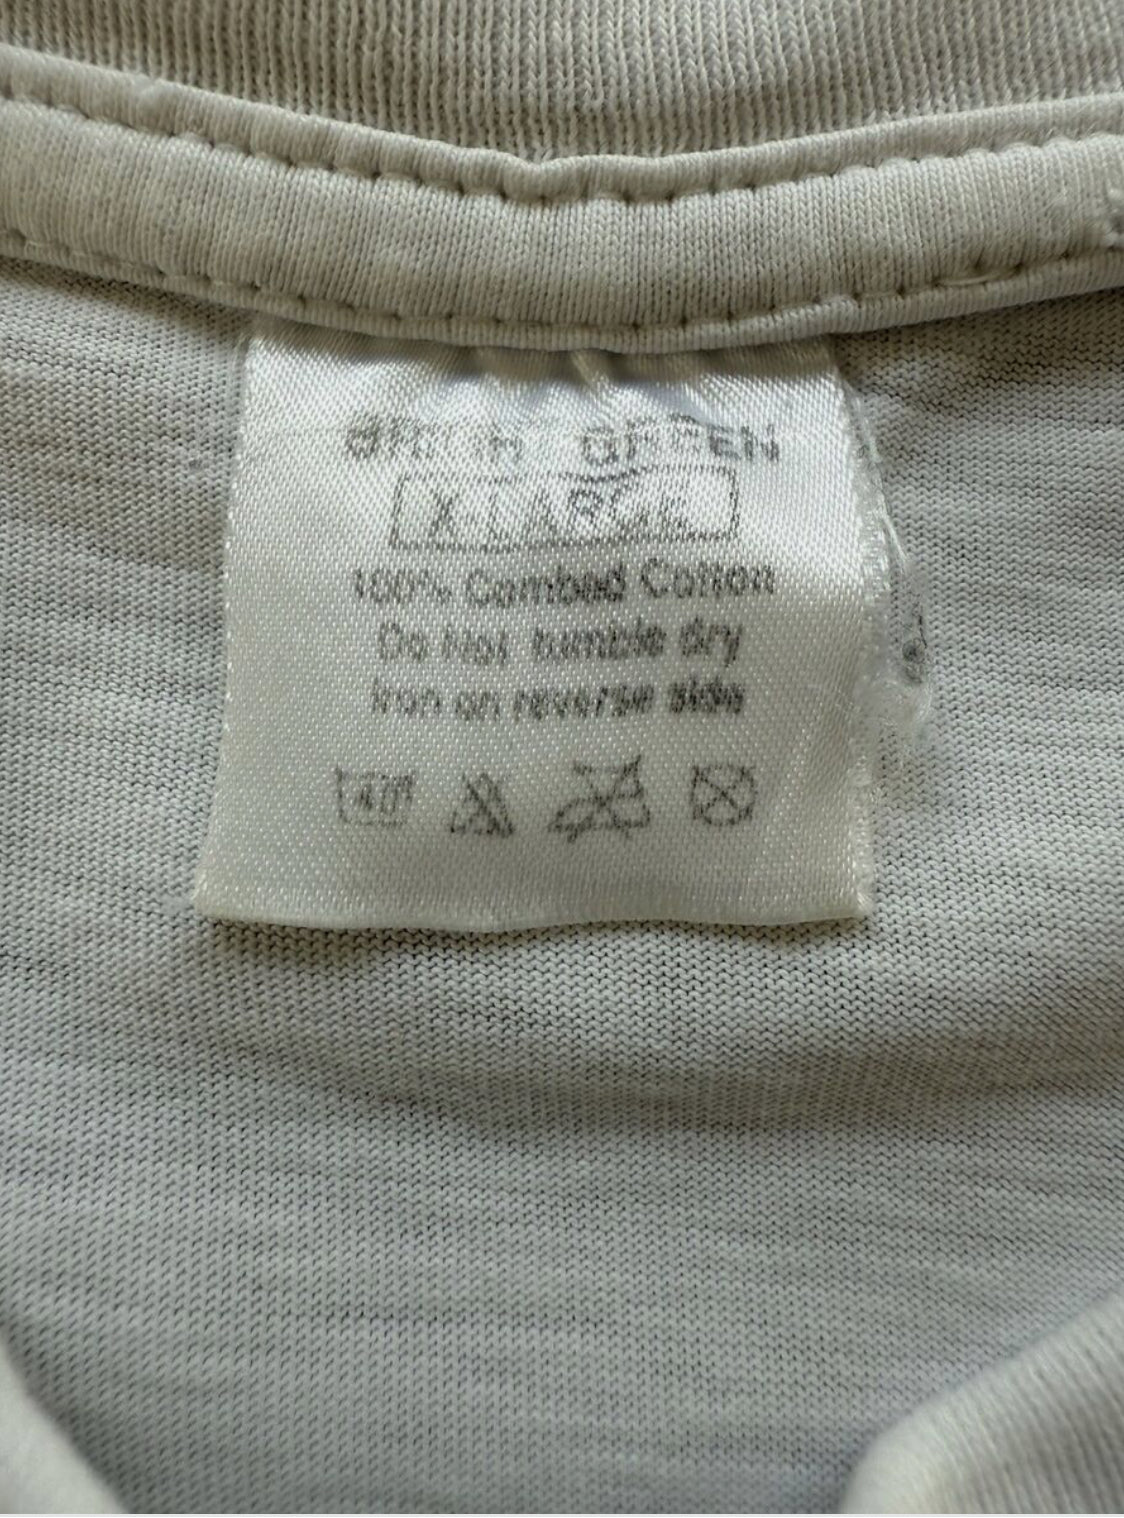 GREEN
X-LARGE
100% Combed Cotton
Do Not tumble dry
Iron on reverse side
40°